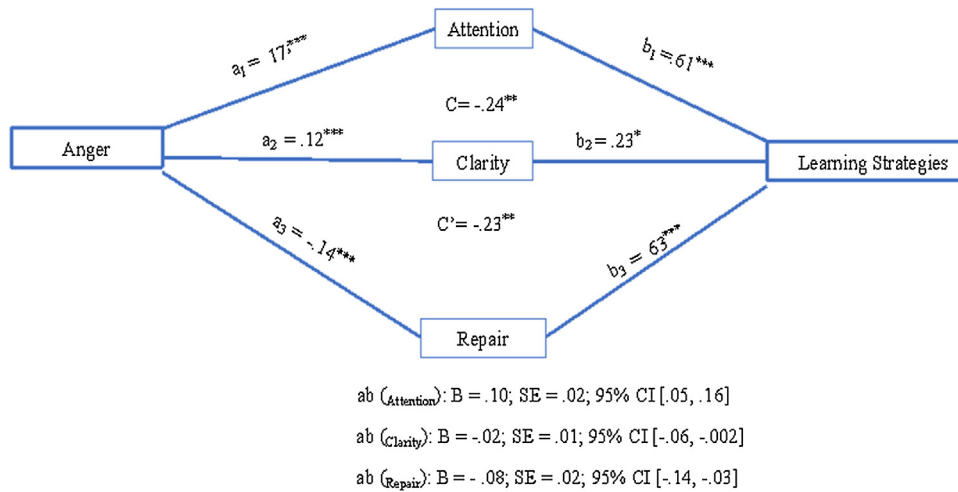 Attention
a₁ = 17,***
b₁ = 61***
C= -.24**
Anger
a₂ = .12***
Clarity
b₂ = .23*
Learning Strategies
C’= -.23**
a₃ = -.14***
b₃ = 63***
Repair
ab (Attention): B = .10; SE = .02; 95% CI [.05, .16]
ab (Clarity): B = -.02; SE = .01; 95% CI [-.06, -.002]
ab (Repair): B = - .08; SE = .02; 95% CI [-.14, -.03]